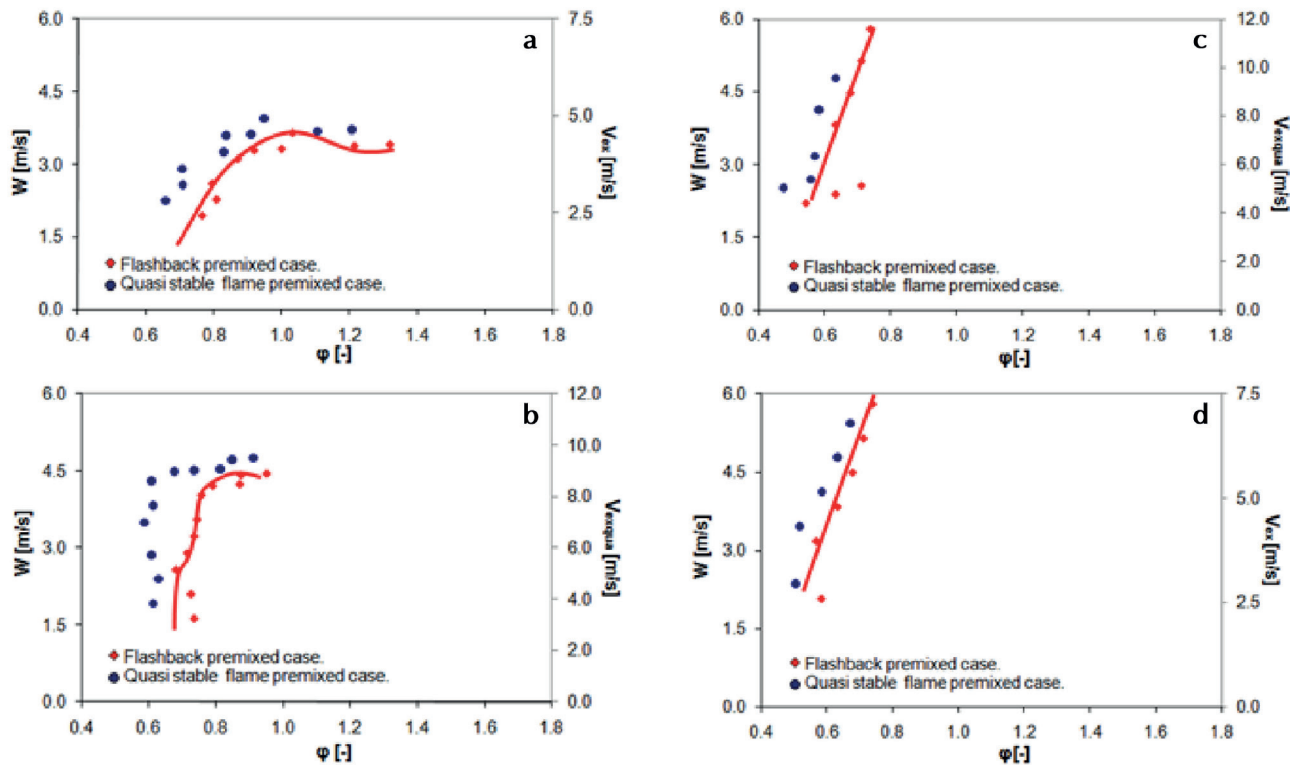 a
W [m/s]
6.0
4.5
3.0
1.5
0.0
7.5
5.0
2.5
0.0
Vex [m/s]
Flashback premixed case.
Quasi stable flame premixed case.
0.4 0.6 0.8 1.0 1.2 1.4 1.6 1.8
φ [-]
c
W [m/s]
6.0
4.5
3.0
1.5
0.0
12.0
10.0
8.0
6.0
4.0
2.0
0.0
Vexqua [m/s]
Flashback premixed case.
Quasi stable flame premixed case.
0.4 0.6 0.8 1.0 1.2 1.4 1.6 1.8
φ[-]
b
W [m/s]
6.0
4.5
3.0
1.5
0.0
12.0
10.0
8.0
6.0
4.0
2.0
0.0
Vexqua [m/s]
Flashback premixed case.
Quasi stable flame premixed case.
0.4 0.6 0.8 1.0 1.2 1.4 1.6 1.8
φ [-]
d
W [m/s]
6.0
4.5
3.0
1.5
0.0
7.5
5.0
2.5
0.0
Vex [m/s]
Flashback premixed case.
Quasi stable flame premixed case.
0.4 0.6 0.8 1.0 1.2 1.4 1.6 1.8
φ[-]